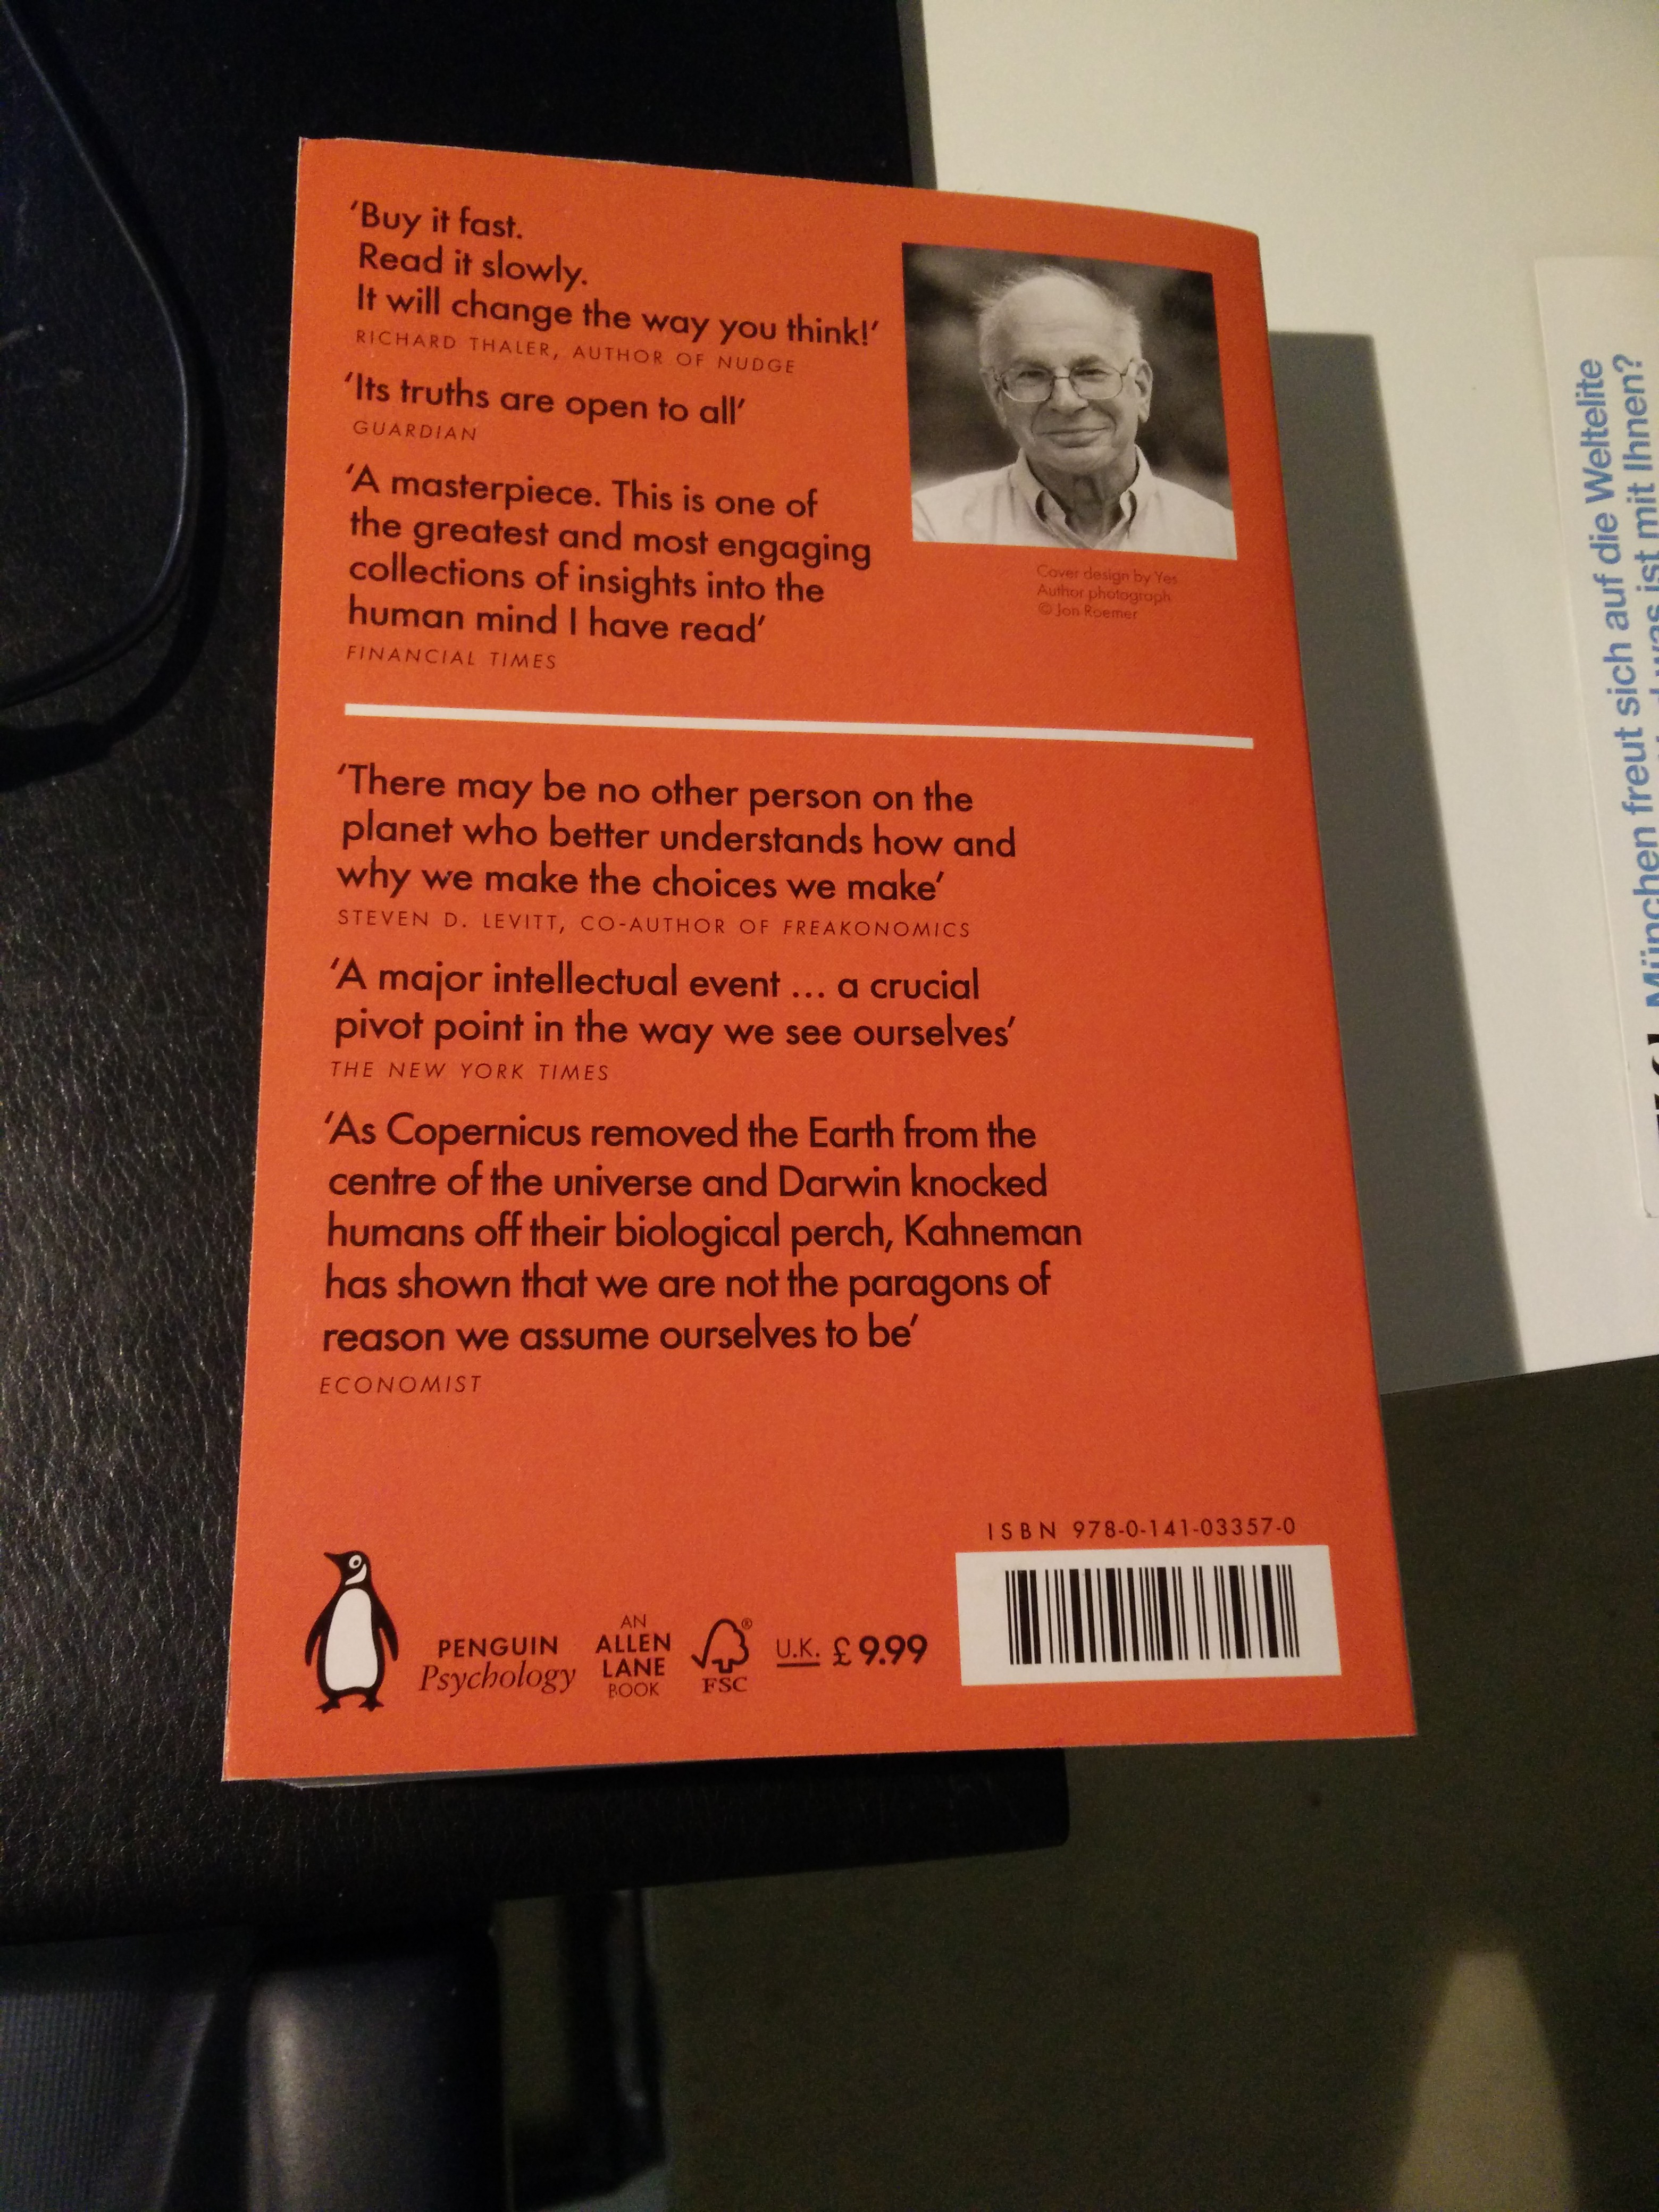 ‘Buy it fast.
Read it slowly.
It will change the way you think!’
RICHARD THALER, AUTHOR OF NUDGE
‘Its truths are open to all’
GUARDIAN
‘A masterpiece. This is one of
the greatest and most engaging
collections of insights into the
human mind I have read’
FINANCIAL TIMES
Cover design by Yes
Author photograph
© Jon Roemer
‘There may be no other person on the
planet who better understands how and
why we make the choices we make’
STEVEN D. LEVITT, CO-AUTHOR OF FREAKONOMICS
‘A major intellectual event ... a crucial
pivot point in the way we see ourselves’
THE NEW YORK TIMES
‘As Copernicus removed the Earth from the
centre of the universe and Darwin knocked
humans off their biological perch, Kahneman
has shown that we are not the paragons of
reason we assume ourselves to be’
ECONOMIST
PENGUIN
Psychology
AN
ALLEN
LANE
BOOK
®
FSC
U.K. £9.99
ISBN 978-0-141-03357-0
München freut sich auf die Weltelite
was ist mit Ihnen?